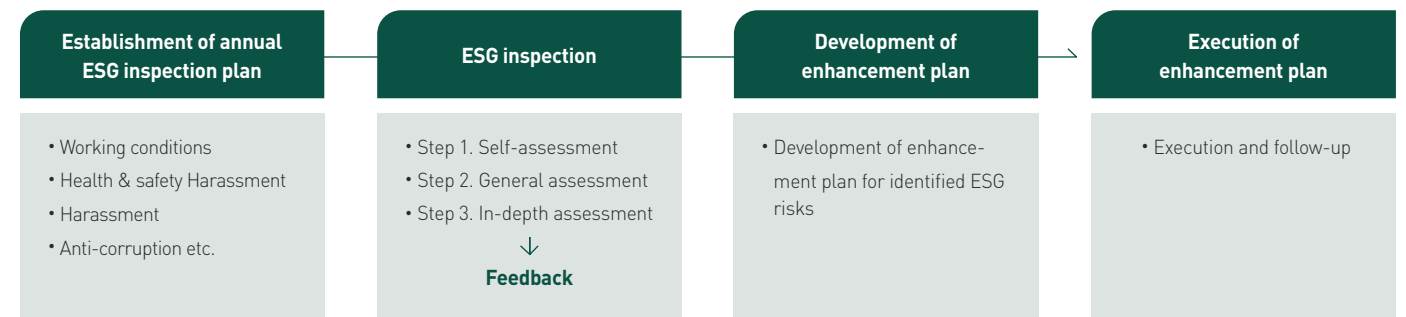 Establishment of annual
ESG inspection plan
• Working conditions
• Health & safety Harassment
• Harassment
• Anti-corruption etc.
ESG inspection
• Step 1. Self-assessment
• Step 2. General assessment
• Step 3. In-depth assessment
Feedback
Development of
enhancement plan
• Development of enhance-
ment plan for identified ESG
risks
Execution of
enhancement plan
• Execution and follow-up